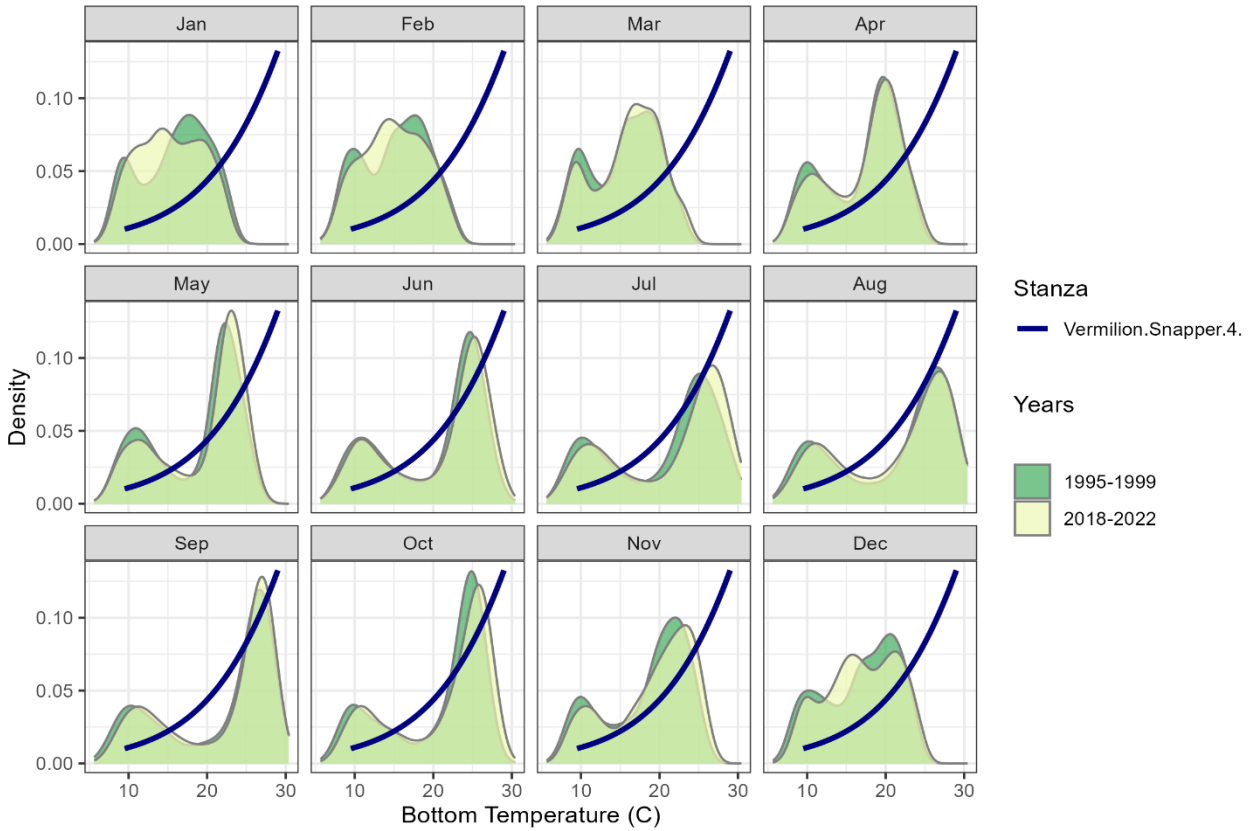 Jan Feb Mar Apr
0.10
0.05
0.00
May Jun Jul Aug
0.10
0.05
0.00
Sep Oct Nov Dec
0.10
0.05
0.00
10 20 30 10 20 30 10 20 30 10 20 30
Bottom Temperature (C)
Density
Stanza
Vermilion.Snapper.4.
Years
1995-1999
2018-2022